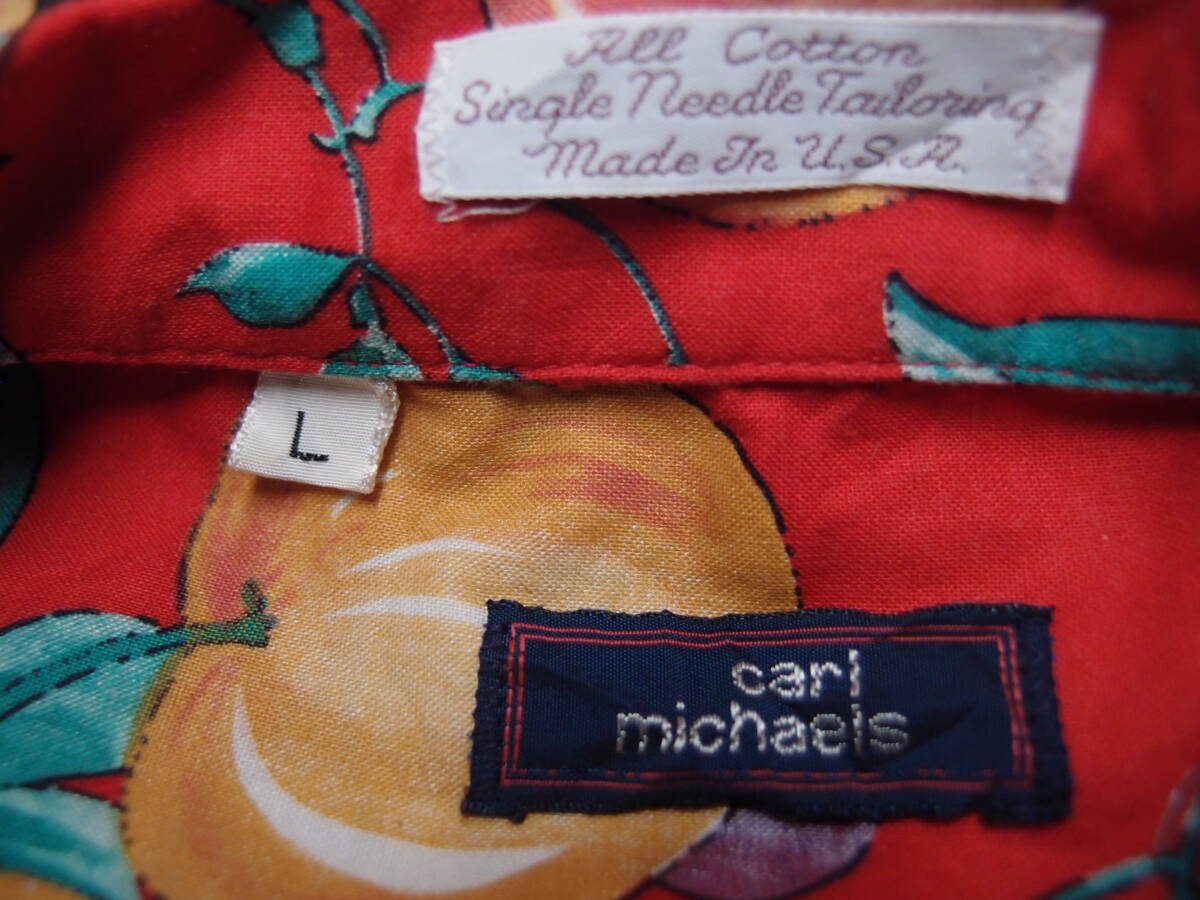 All Cotton
Single Needle Tailoring
Made In U.S.A.
L
carl
michaels